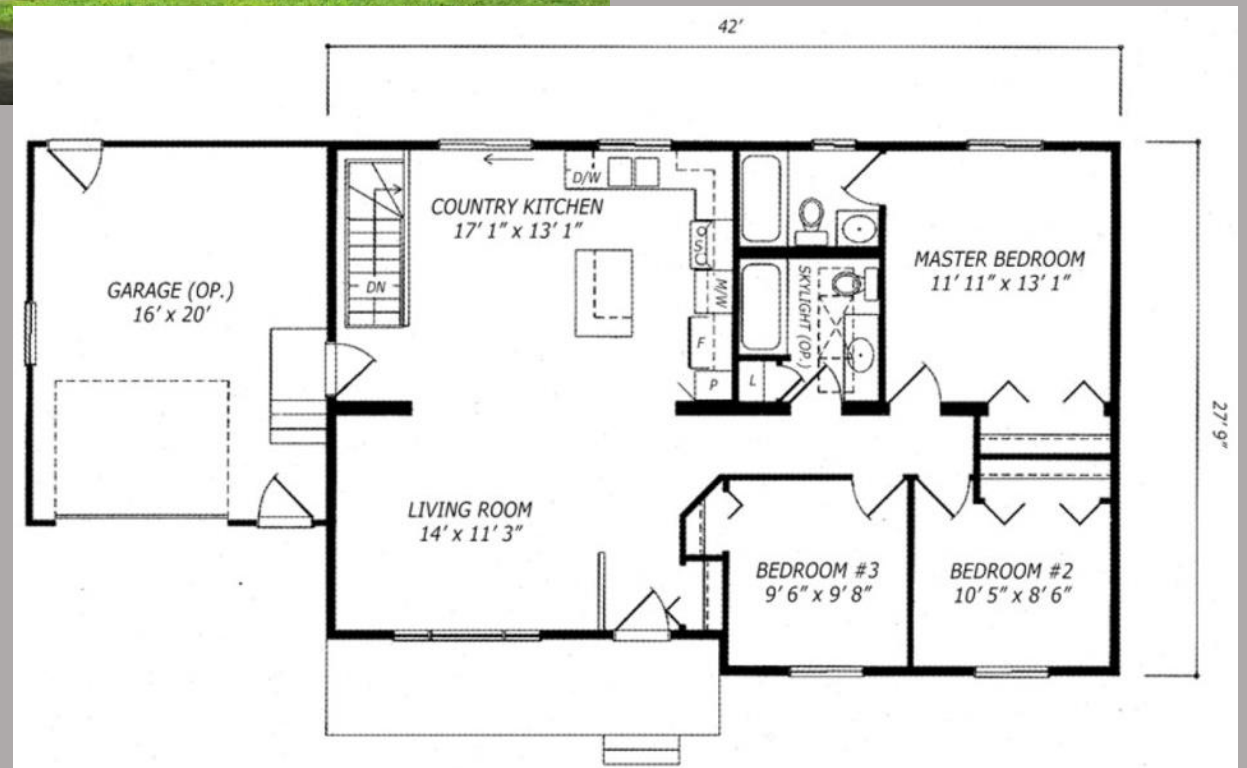 42'
D/W
COUNTRY KITCHEN
17' 1" x 13' 1"
S
M/W
F
P
L
SKYLIGHT (OP.)
MASTER BEDROOM
11' 11" x 13' 1"
GARAGE (OP.)
16' x 20'
DN
27' 9"
LIVING ROOM
14' x 11' 3"
BEDROOM #3
9' 6" x 9' 8"
BEDROOM #2
10' 5" x 8' 6"